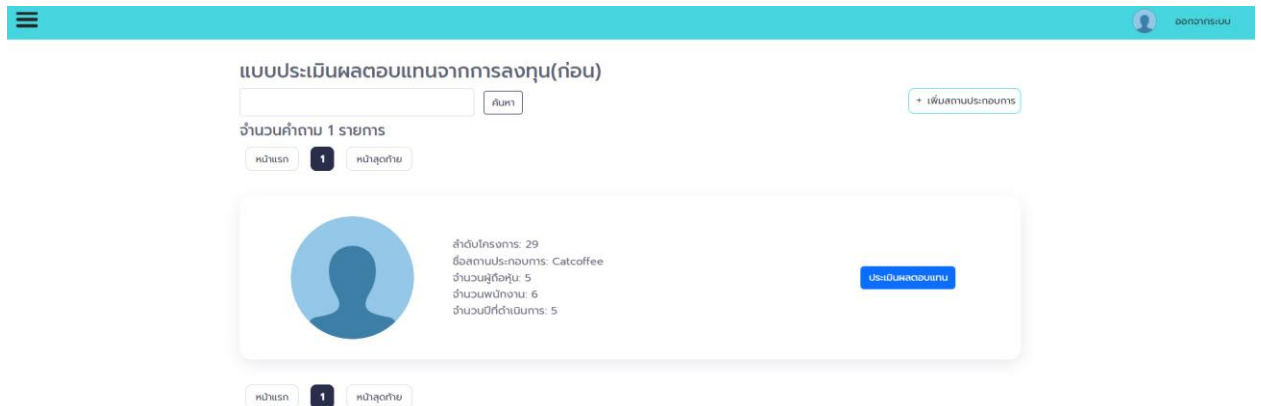 ออกจากระบบ
แบบประเมินผลตอบแทนจากการลงทุน(ก่อน)
ค้นหา
+ เพิ่มสถานประกอบการ
จำนวนคำถาม 1 รายการ
หน้าแรก 1 หน้าสุดท้าย
ลำดับโครงการ: 29
ชื่อสถานประกอบการ: Catcoffee
จำนวนผู้ถือหุ้น: 5
จำนวนพนักงาน: 6
จำนวนปีที่ดำเนินการ: 5
ประเมินผลตอบแทน
หน้าแรก 1 หน้าสุดท้าย